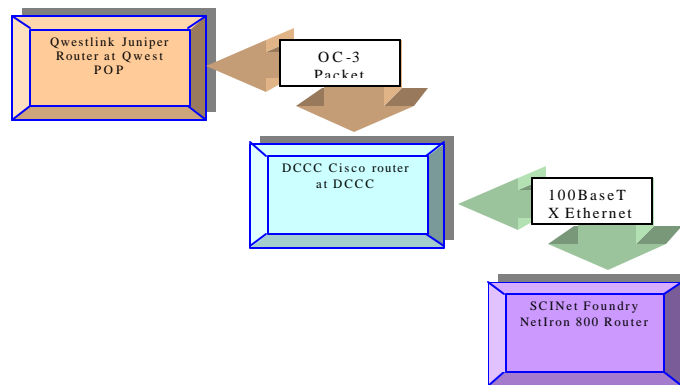 Qwestlink Juniper
Router at Qwest
POP
OC-3
Packet
DCCC Cisco router
at DCCC
100BaseT
X Ethernet
SCINet Foundry
NetIron 800 Router